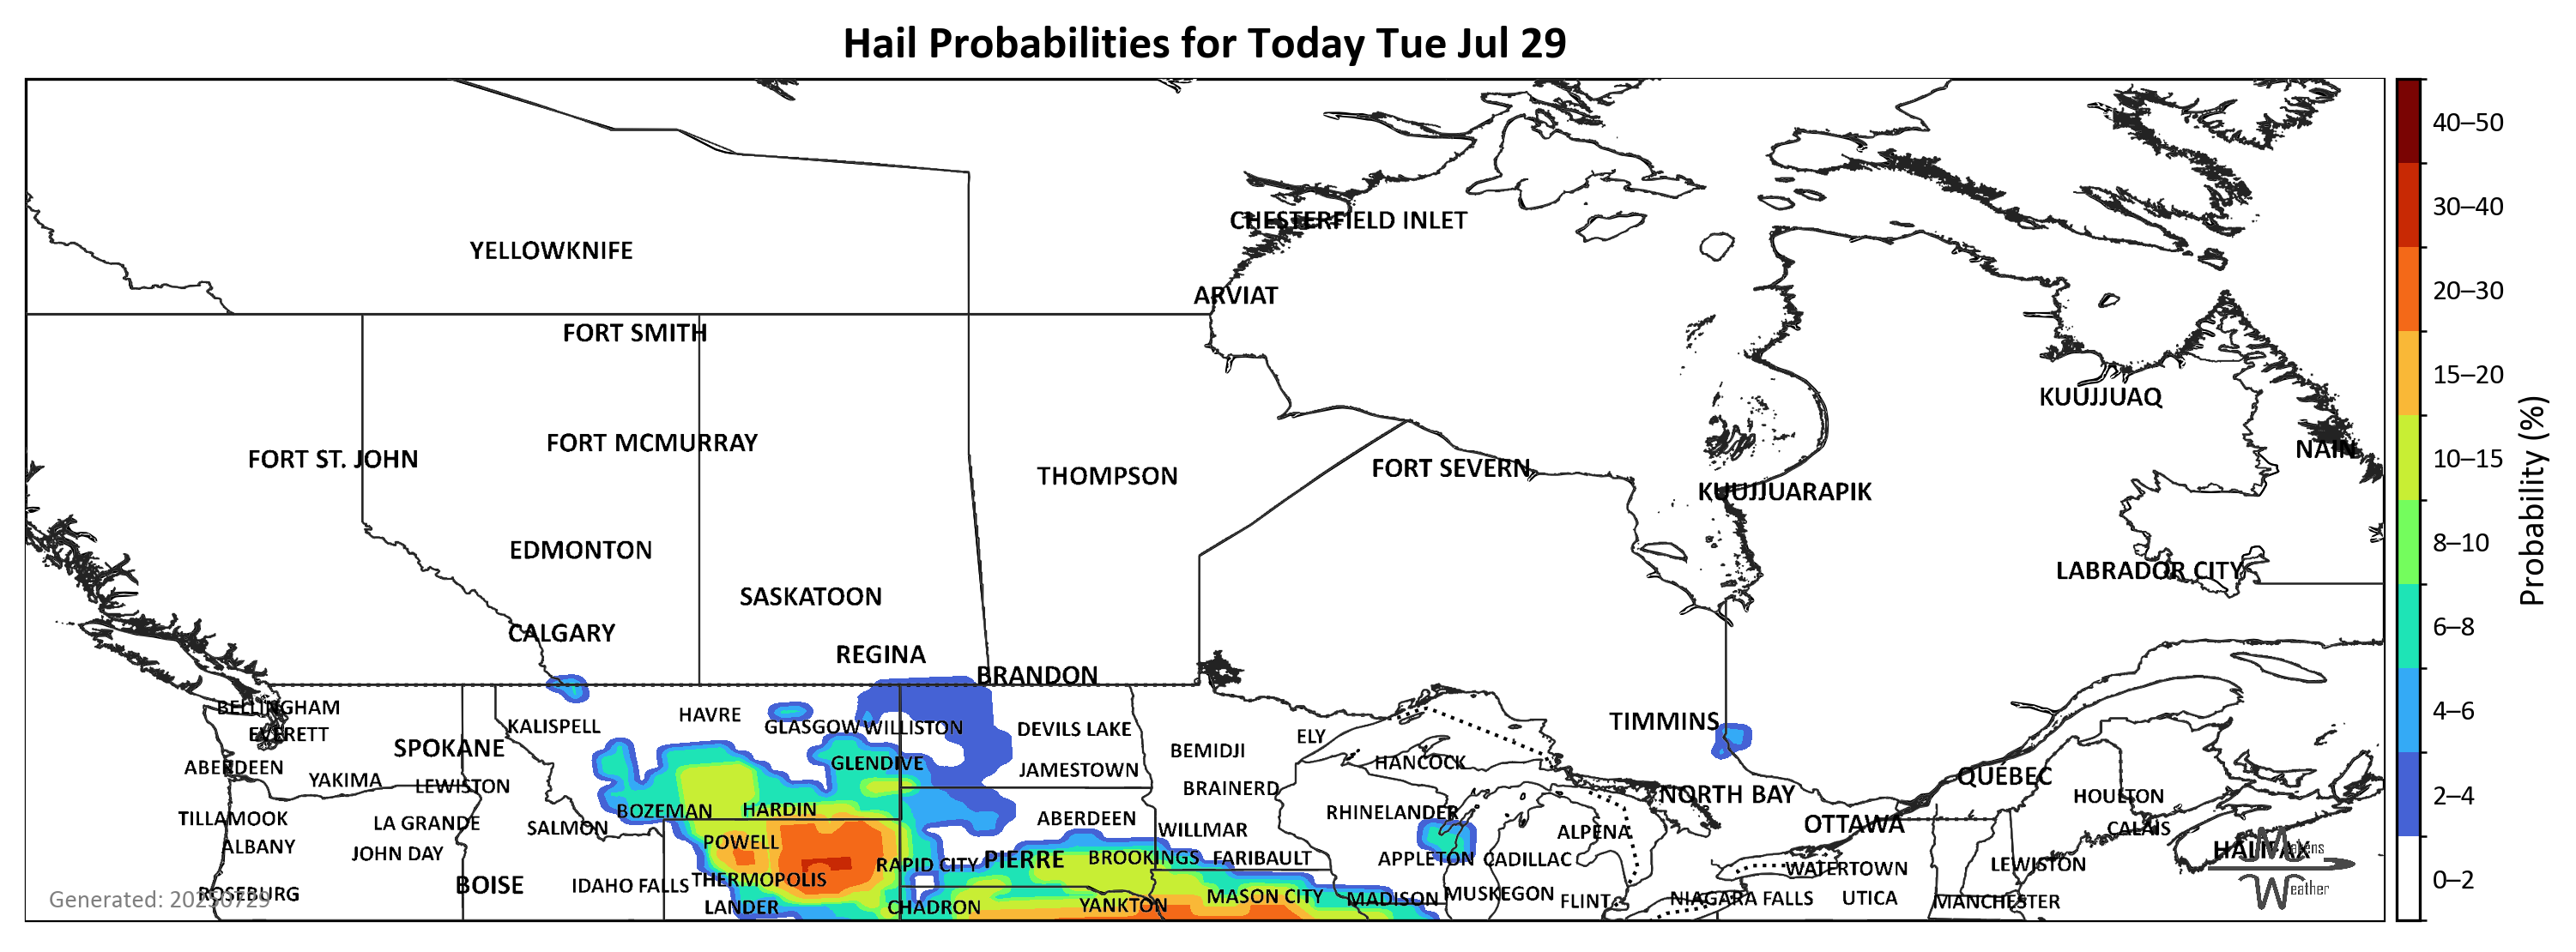 Hail Probabilities for Today Tue Jul 29
40–50
30–40
20–30
15–20
10–15
8–10
6–8
4–6
2–4
0–2
Probability (%)
CHESTERFIELD INLET
YELLOWKNIFE
ARVIAT
FORT SMITH
KUUJJUAQ
FORT MCMURRAY
NAIN
FORT ST. JOHN
FORT SEVERN
THOMPSON
KUUJJUARAPIK
EDMONTON
LABRADOR CITY
SASKATOON
CALGARY
REGINA
BRANDON
BELLINGHAM
HAVRE
TIMMINS
KALISPELL
GLASGOW
WILLISTON
DEVILS LAKE
EVERETT
ELY
SPOKANE
BEMIDJI
GLENDIVE
HANCOCK
ABERDEEN
JAMESTOWN
QUÉBEC
YAKIMA
LEWISTON
BRAINERD
NORTH BAY
HOULTON
BOZEMAN
HARDIN
RHINELANDER
TILLAMOOK
LA GRANDE
SALMON
ABERDEEN
WILLMAR
ALPENA
OTTAWA
CALAIS
ALBANY
JOHN DAY
POWELL
RAPID CITY
PIERRE
BROOKINGS
FARIBAULT
APPLETON
CADILLAC
HALIFAX
WATERTOWN
LEWISTON
BOISE
IDAHO FALLS
THERMOPOLIS
ROSEBURG
LANDER
CHADRON
YANKTON
MASON CITY
MADISON
MUSKEGON
FLINT
NIAGARA FALLS
UTICA
MANCHESTER
Generated: 20250729
Weather